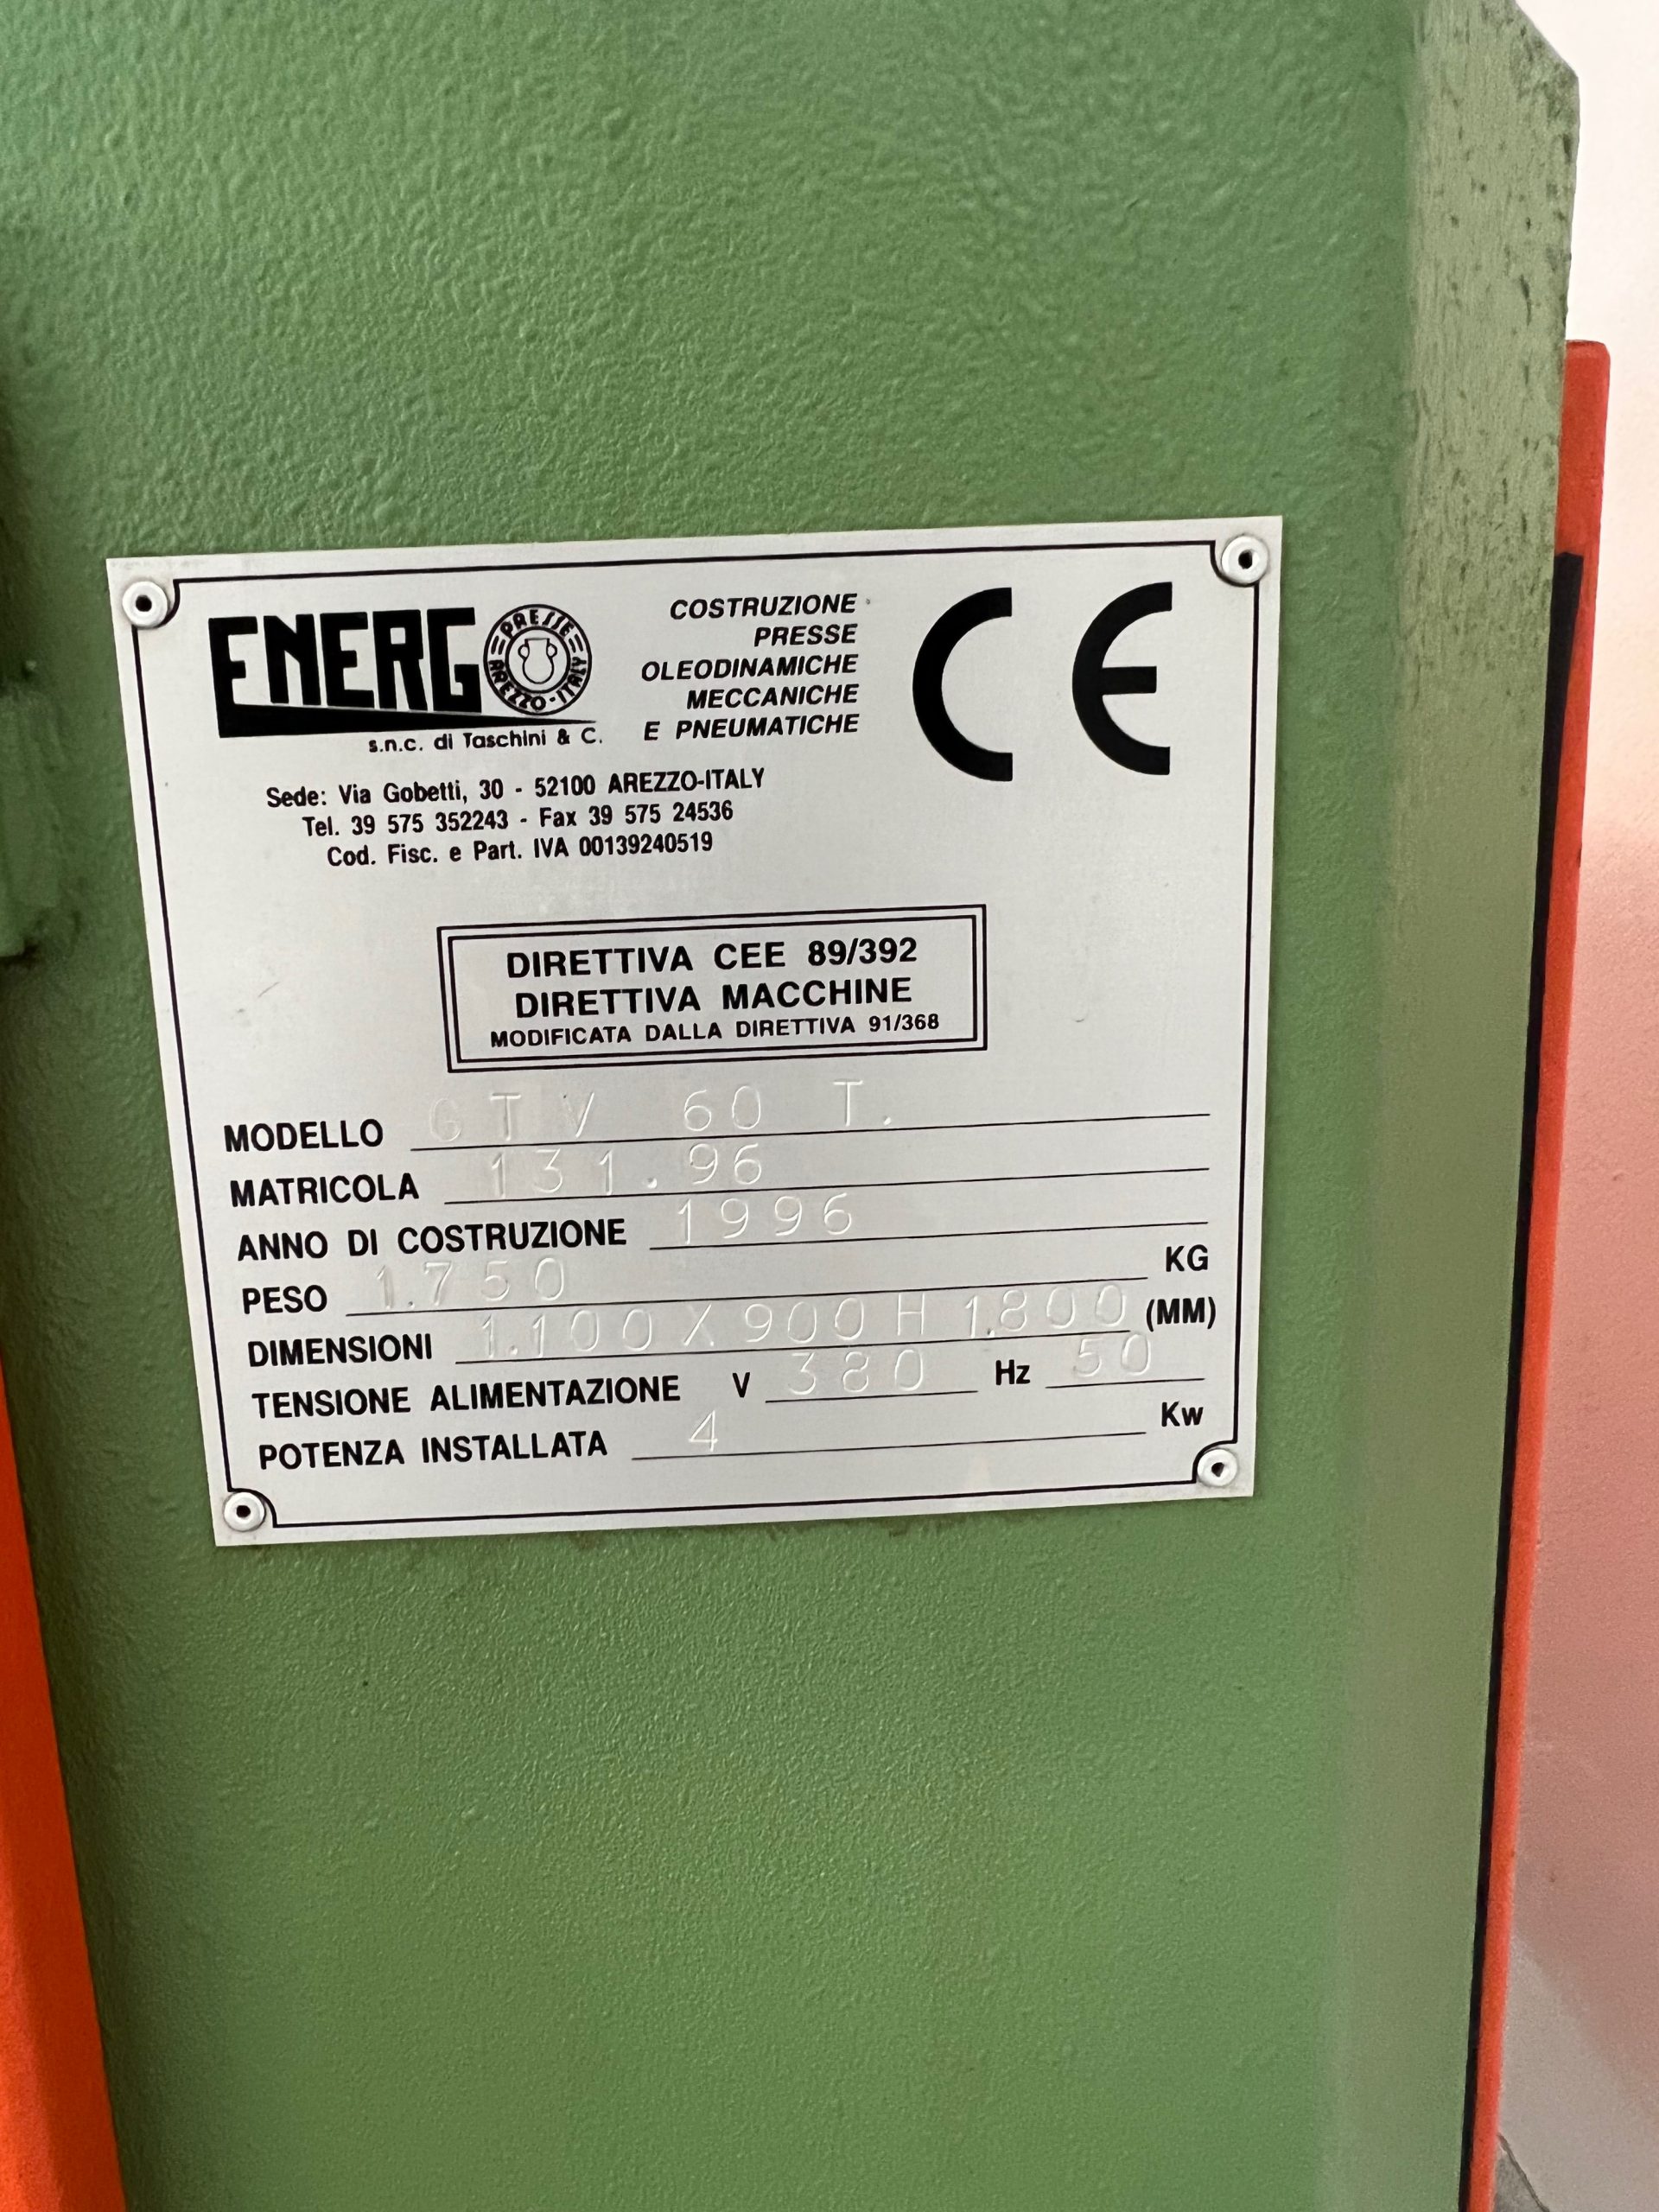 ENERGO
PRESSE
AREZZO-ITALY
s.n.c. di Taschini & C.
COSTRUZIONE
PRESSE
OLEODINAMICHE
MECCANICHE
E PNEUMATICHE
CE
Sede: Via Gobetti, 30 - 52100 AREZZO-ITALY
Tel. 39 575 352243 - Fax 39 575 24536
Cod. Fisc. e Part. IVA 00139240519
DIRETTIVA CEE 89/392
DIRETTIVA MACCHINE
MODIFICATA DALLA DIRETTIVA 91/368
MODELLO GTV 60 T.
MATRICOLA 131.96
ANNO DI COSTRUZIONE 1996
PESO 1.750 KG
DIMENSIONI 1.100 X 900 H 1.800 (MM)
TENSIONE ALIMENTAZIONE V 380 Hz 50
POTENZA INSTALLATA 4 Kw